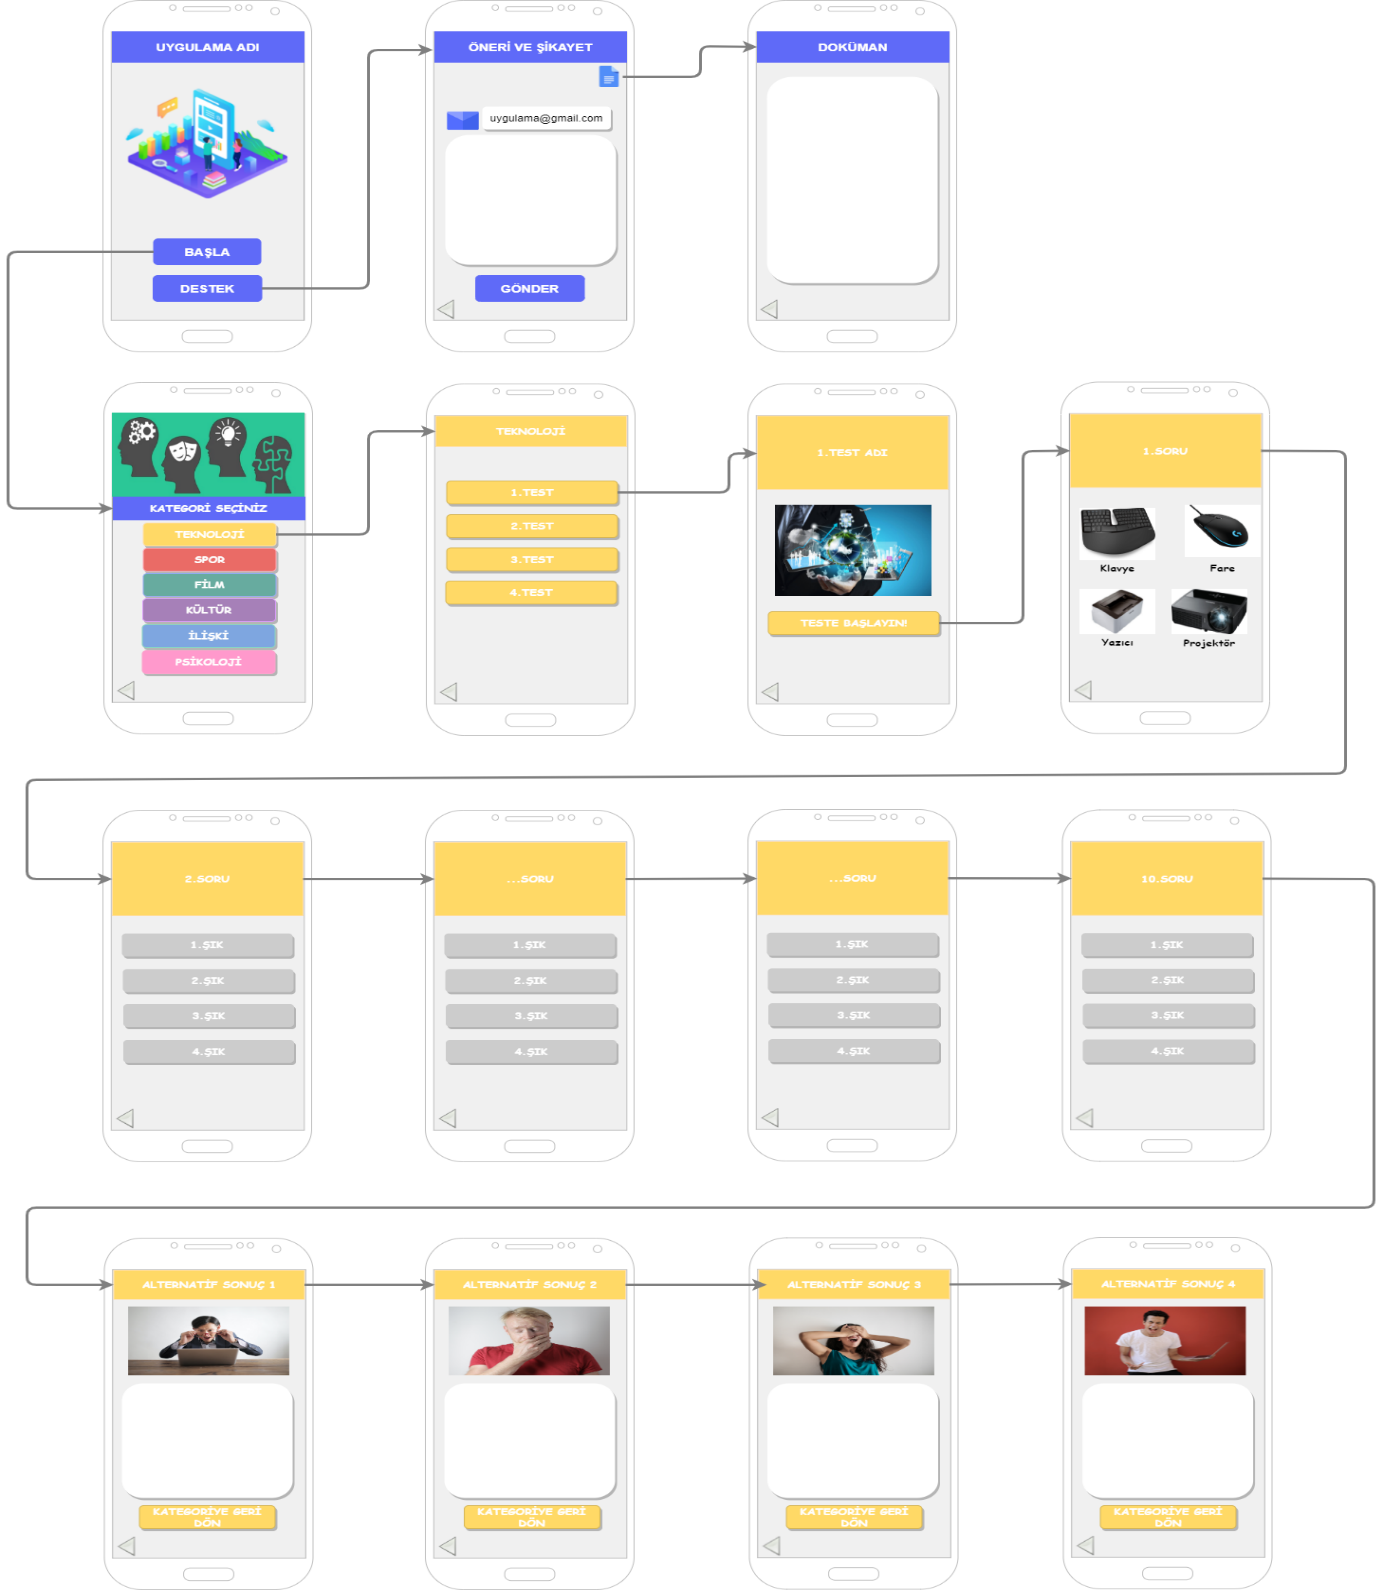 UYGULAMA ADI
BAŞLA
DESTEK
ÖNERİ VE ŞİKAYET
uygulama@gmail.com
GÖNDER
DOKÜMAN
KATEGORİ SEÇİNİZ
TEKNOLOJİ
SPOR
FİLM
KÜLTÜR
İLİŞKİ
PSİKOLOJİ
TEKNOLOJİ
1.TEST
2.TEST
3.TEST
4.TEST
1.TEST ADI
TESTE BAŞLAYIN!
1.SORU
Klavye
Fare
Yazıcı
Projektör
2.SORU
1.ŞIK
2.ŞIK
3.ŞIK
4.ŞIK
...SORU
1.ŞIK
2.ŞIK
3.ŞIK
4.ŞIK
...SORU
1.ŞIK
2.ŞIK
3.ŞIK
4.ŞIK
10.SORU
1.ŞIK
2.ŞIK
3.ŞIK
4.ŞIK
ALTERNATİF SONUÇ 1
KATEGORİYE GERİ
DÖN
ALTERNATİF SONUÇ 2
KATEGORİYE GERİ
DÖN
ALTERNATİF SONUÇ 3
KATEGORİYE GERİ
DÖN
ALTERNATİF SONUÇ 4
KATEGORİYE GERİ
DÖN